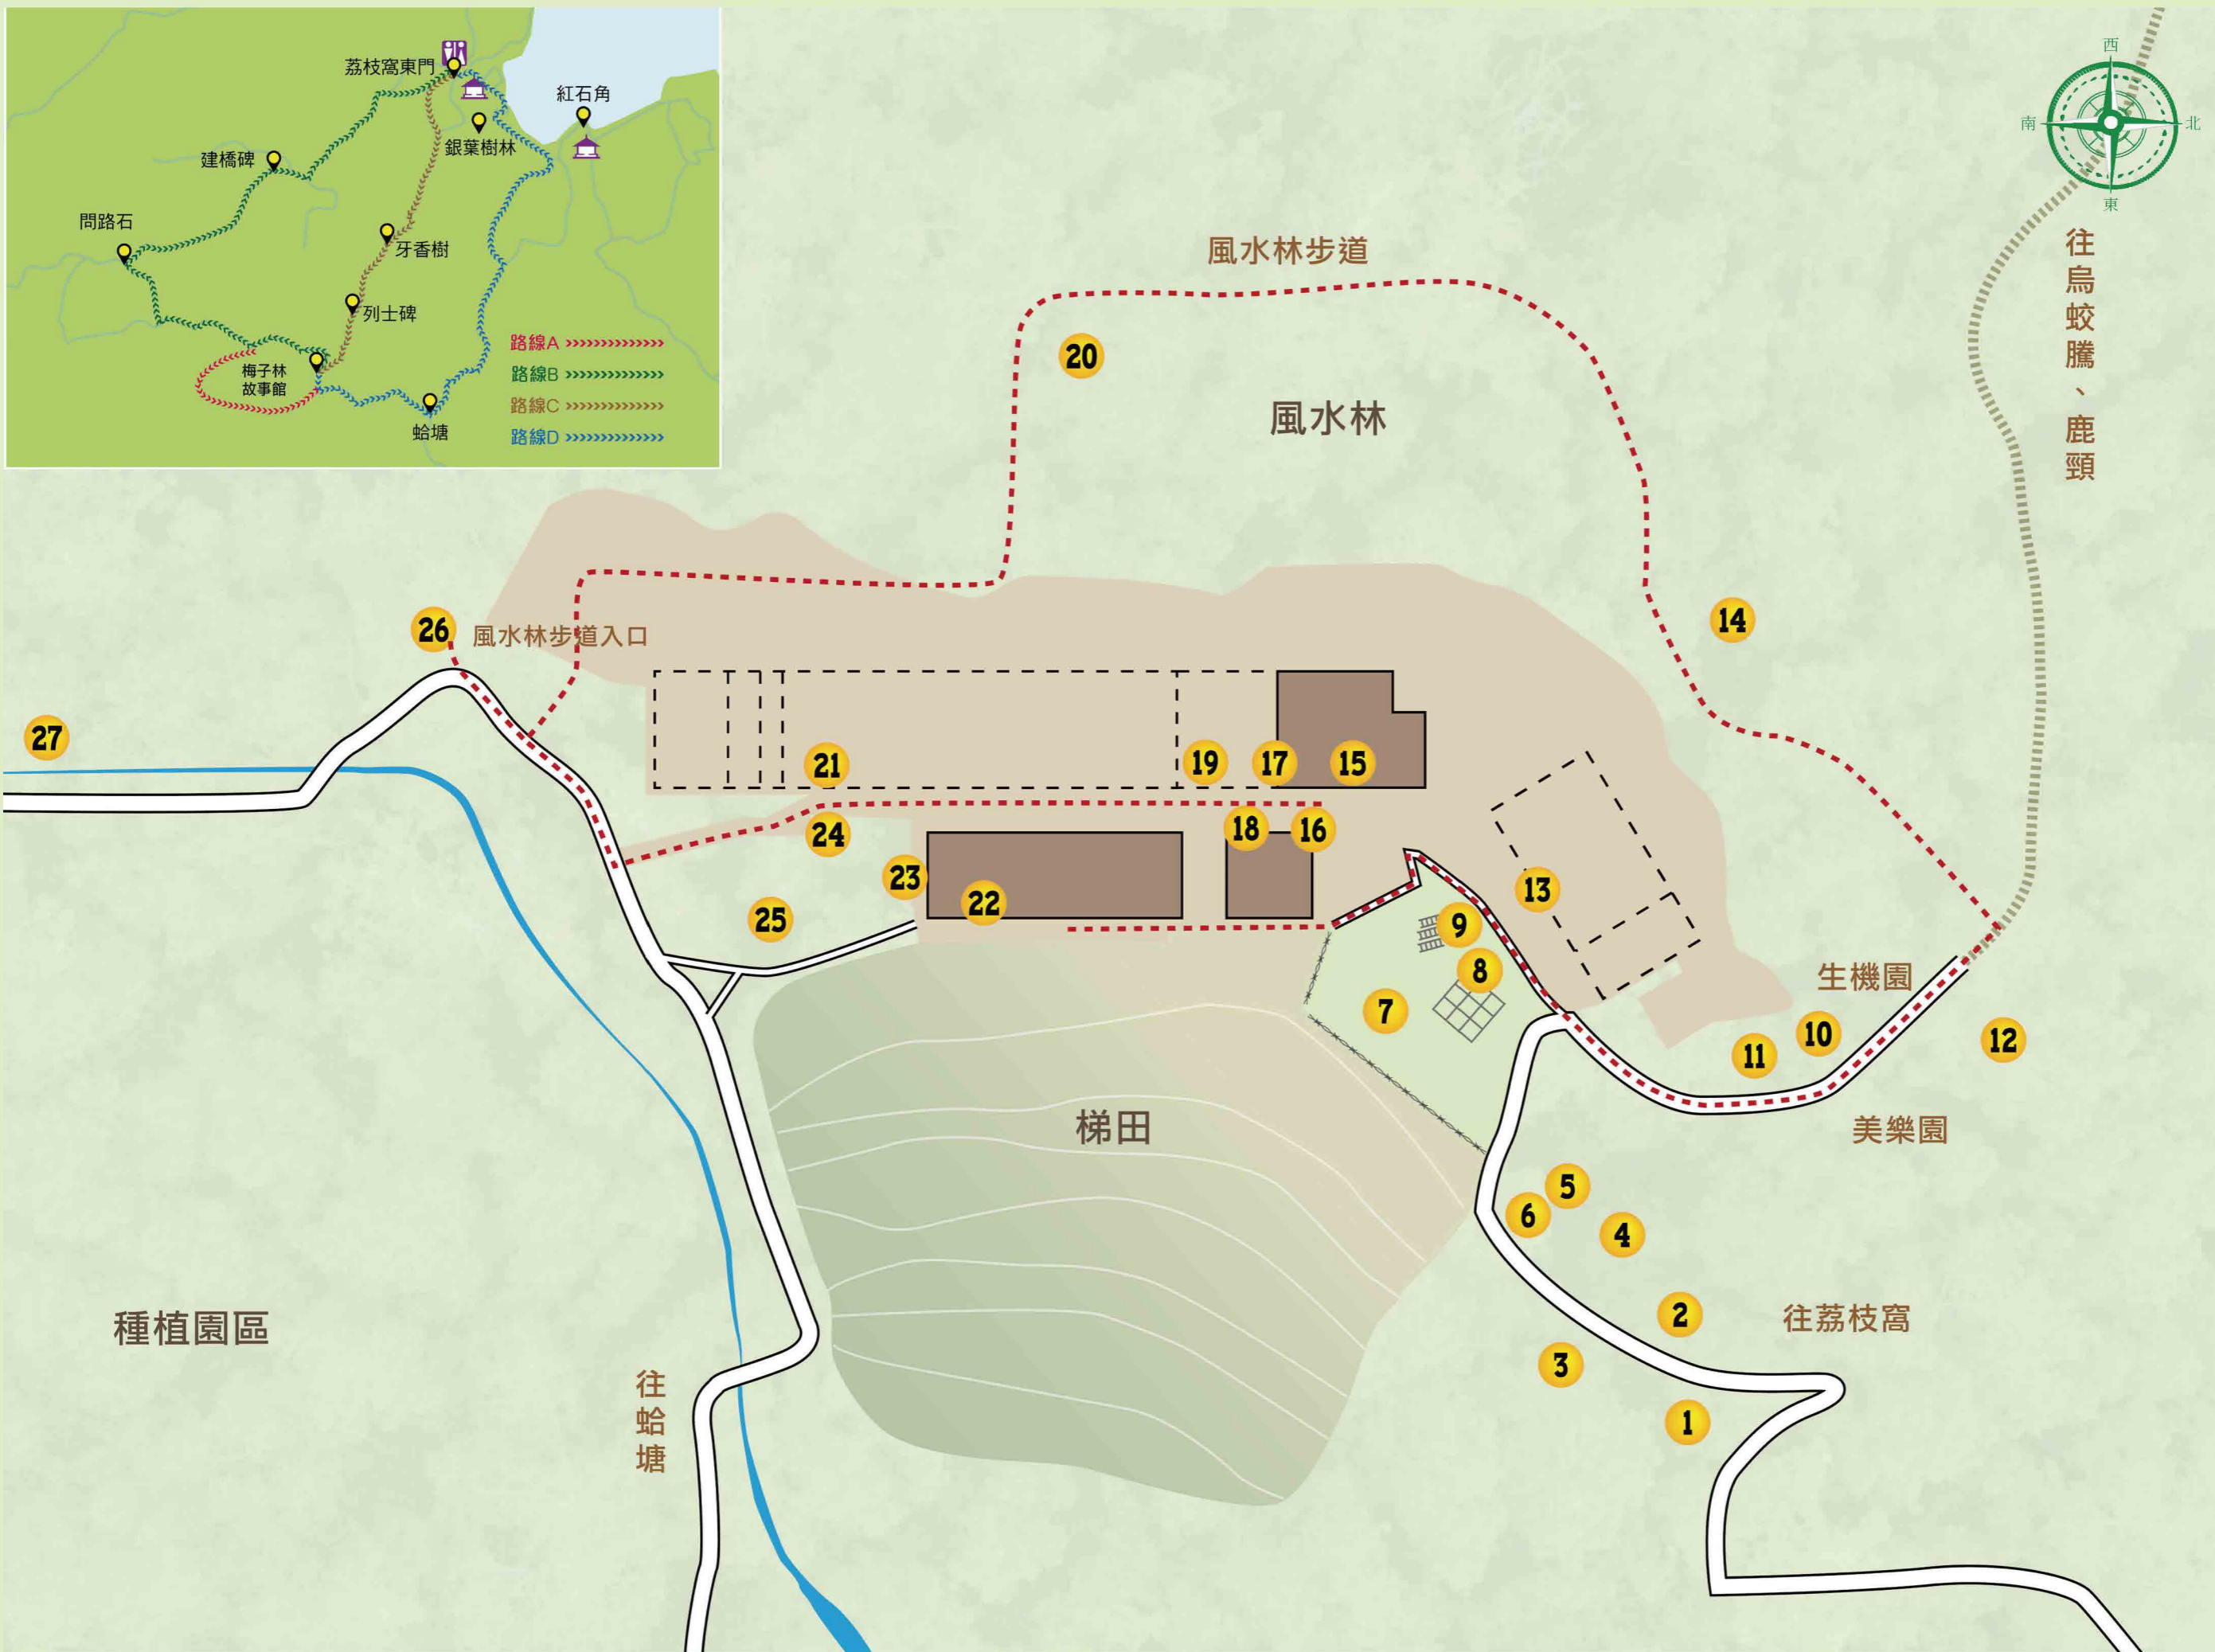 荔枝窩東門
紅石角
銀葉樹林
建橋碑
問路石
牙香樹
列士碑
梅子林
故事館
蛤塘
路線A
路線B
路線C
路線D
西
南
北
東
往烏蛟騰、鹿頸
風水林步道
20
風水林
14
26
風水林步道入口
27
21
19
17
15
24
18
16
23
22
25
13
9
8
7
生機園
10
11
12
美樂園
梯田
5
6
4
2
往荔枝窩
3
1
種植園區
往蛤塘